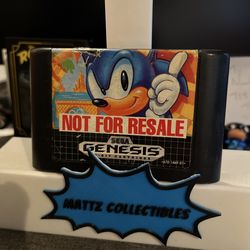 NOT FOR RESALE
SEGA
GENESIS
MATTZ COLLECTIBLES